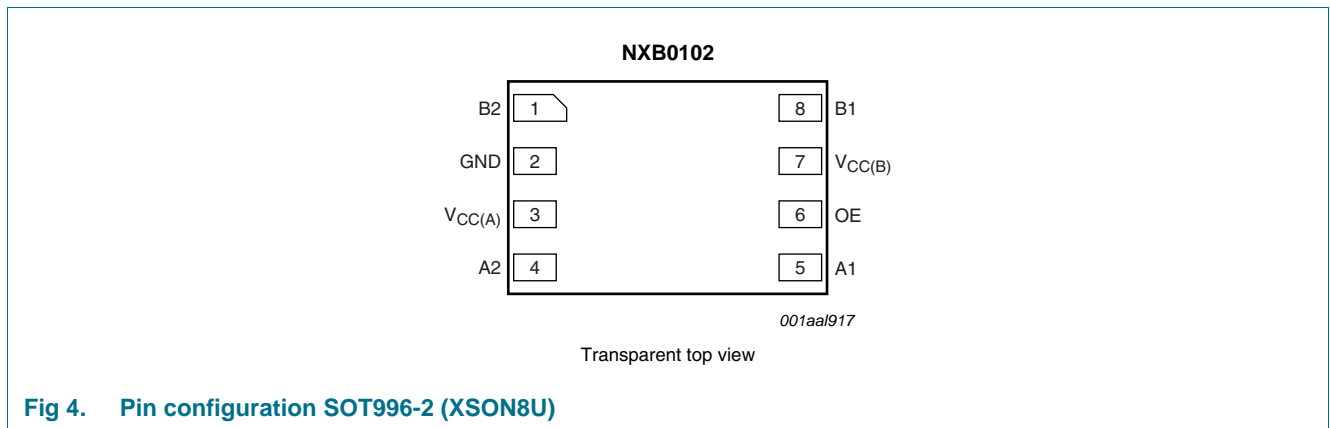 NXB0102
B2 1 8 B1
GND 2 7 VCC(B)
VCC(A) 3 6 OE
A2 4 5 A1
001aal917
Transparent top view
Fig 4. Pin configuration SOT996-2 (XSON8U)